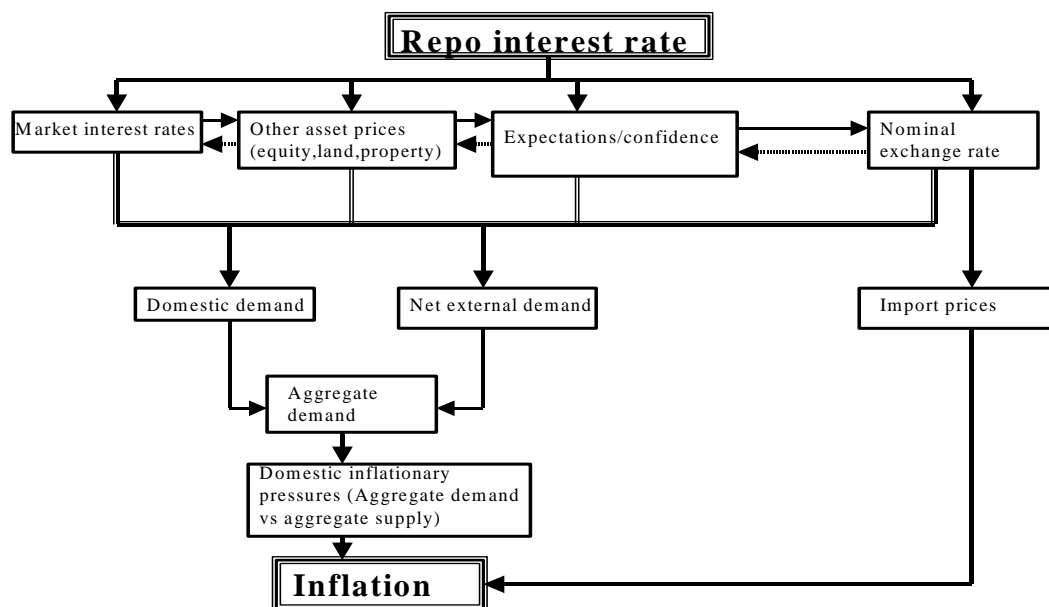 Repo interest rate
Market interest rates
Other asset prices
(equity,land,property)
Expectations/confidence
Nominal
exchange rate
Domestic demand
Net external demand
Import prices
Aggregate
demand
Domestic inflationary
pressures (Aggregate demand
vs aggregate supply)
Inflation